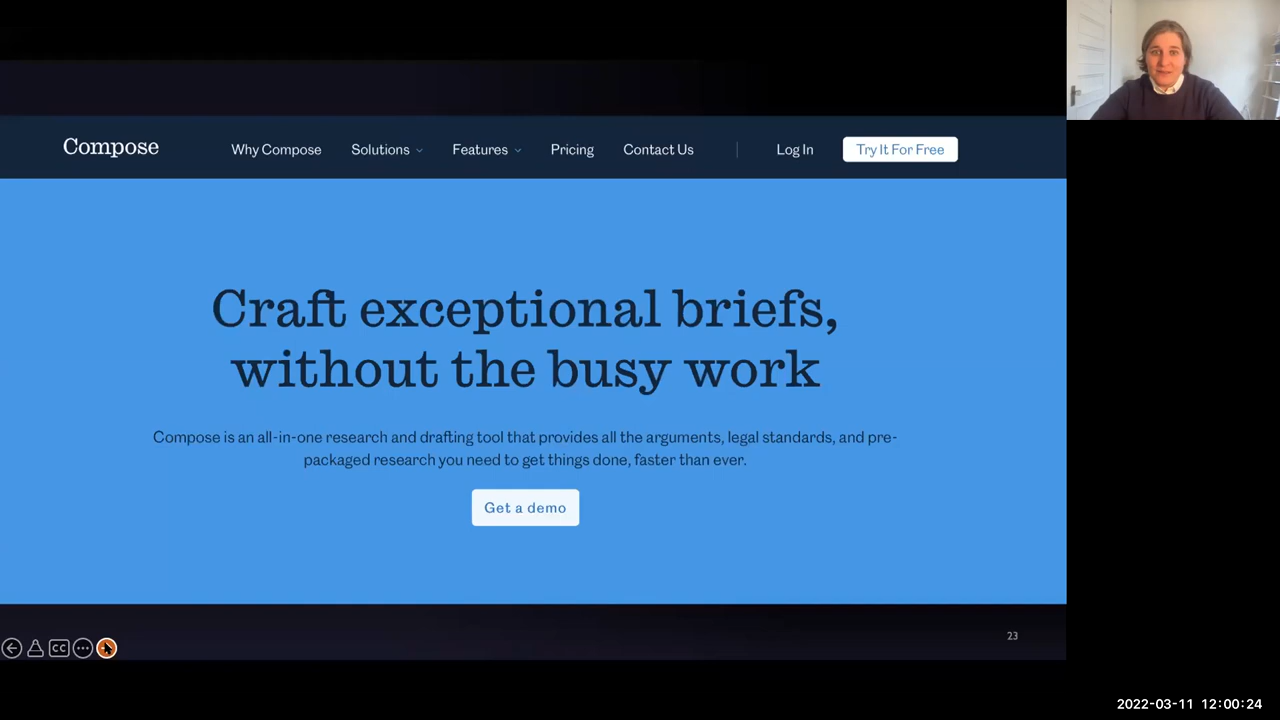 Compose
Why Compose
Solutions
Features
Pricing
Contact Us
Log In
Try It For Free
Craft exceptional briefs,
without the busy work
Compose is an all-in-one research and drafting tool that provides all the arguments, legal standards, and pre-
packaged research you need to get things done, faster than ever.
Get a demo
CC
23
2022-03-11 12:00:24